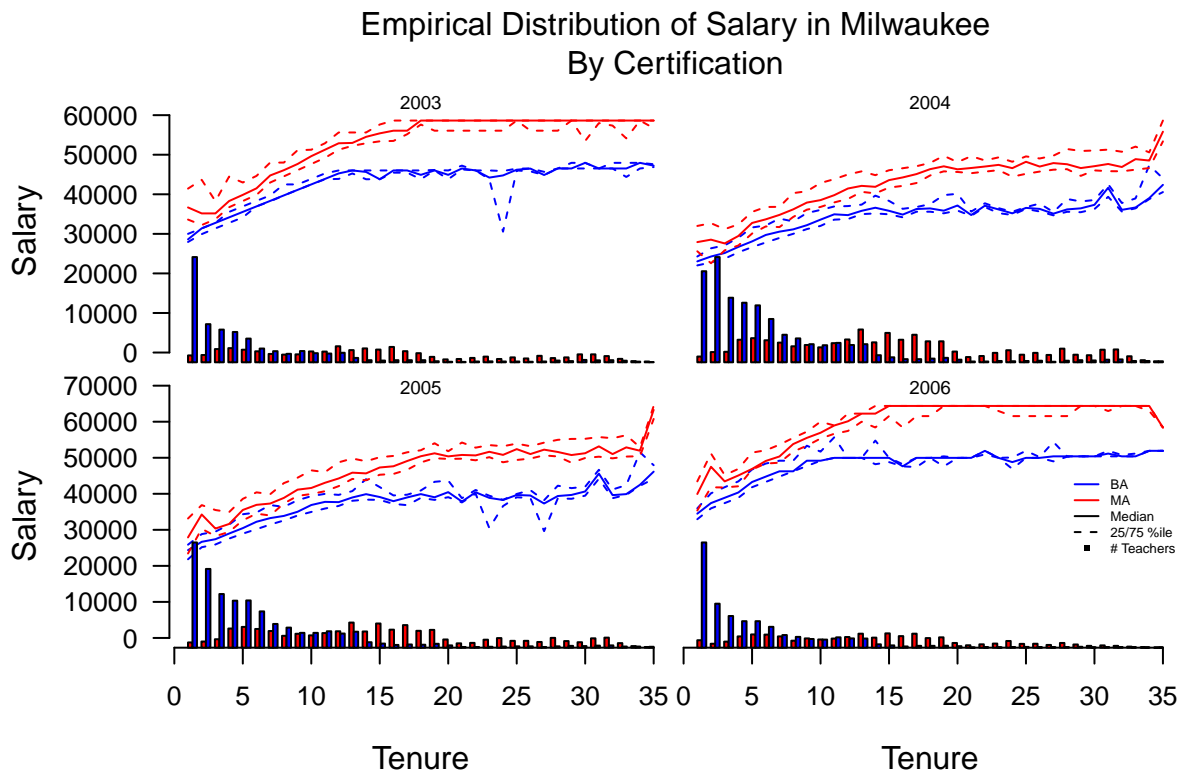 Empirical Distribution of Salary in Milwaukee
By Certification
2003
2004
Salary
60000
50000
40000
30000
20000
10000
0
2005
2006
Salary
70000
60000
50000
40000
30000
20000
10000
0
BA
MA
Median
25/75 %ile
# Teachers
0 5 10 15 20 25 30 35
0 5 10 15 20 25 30 35
Tenure
Tenure